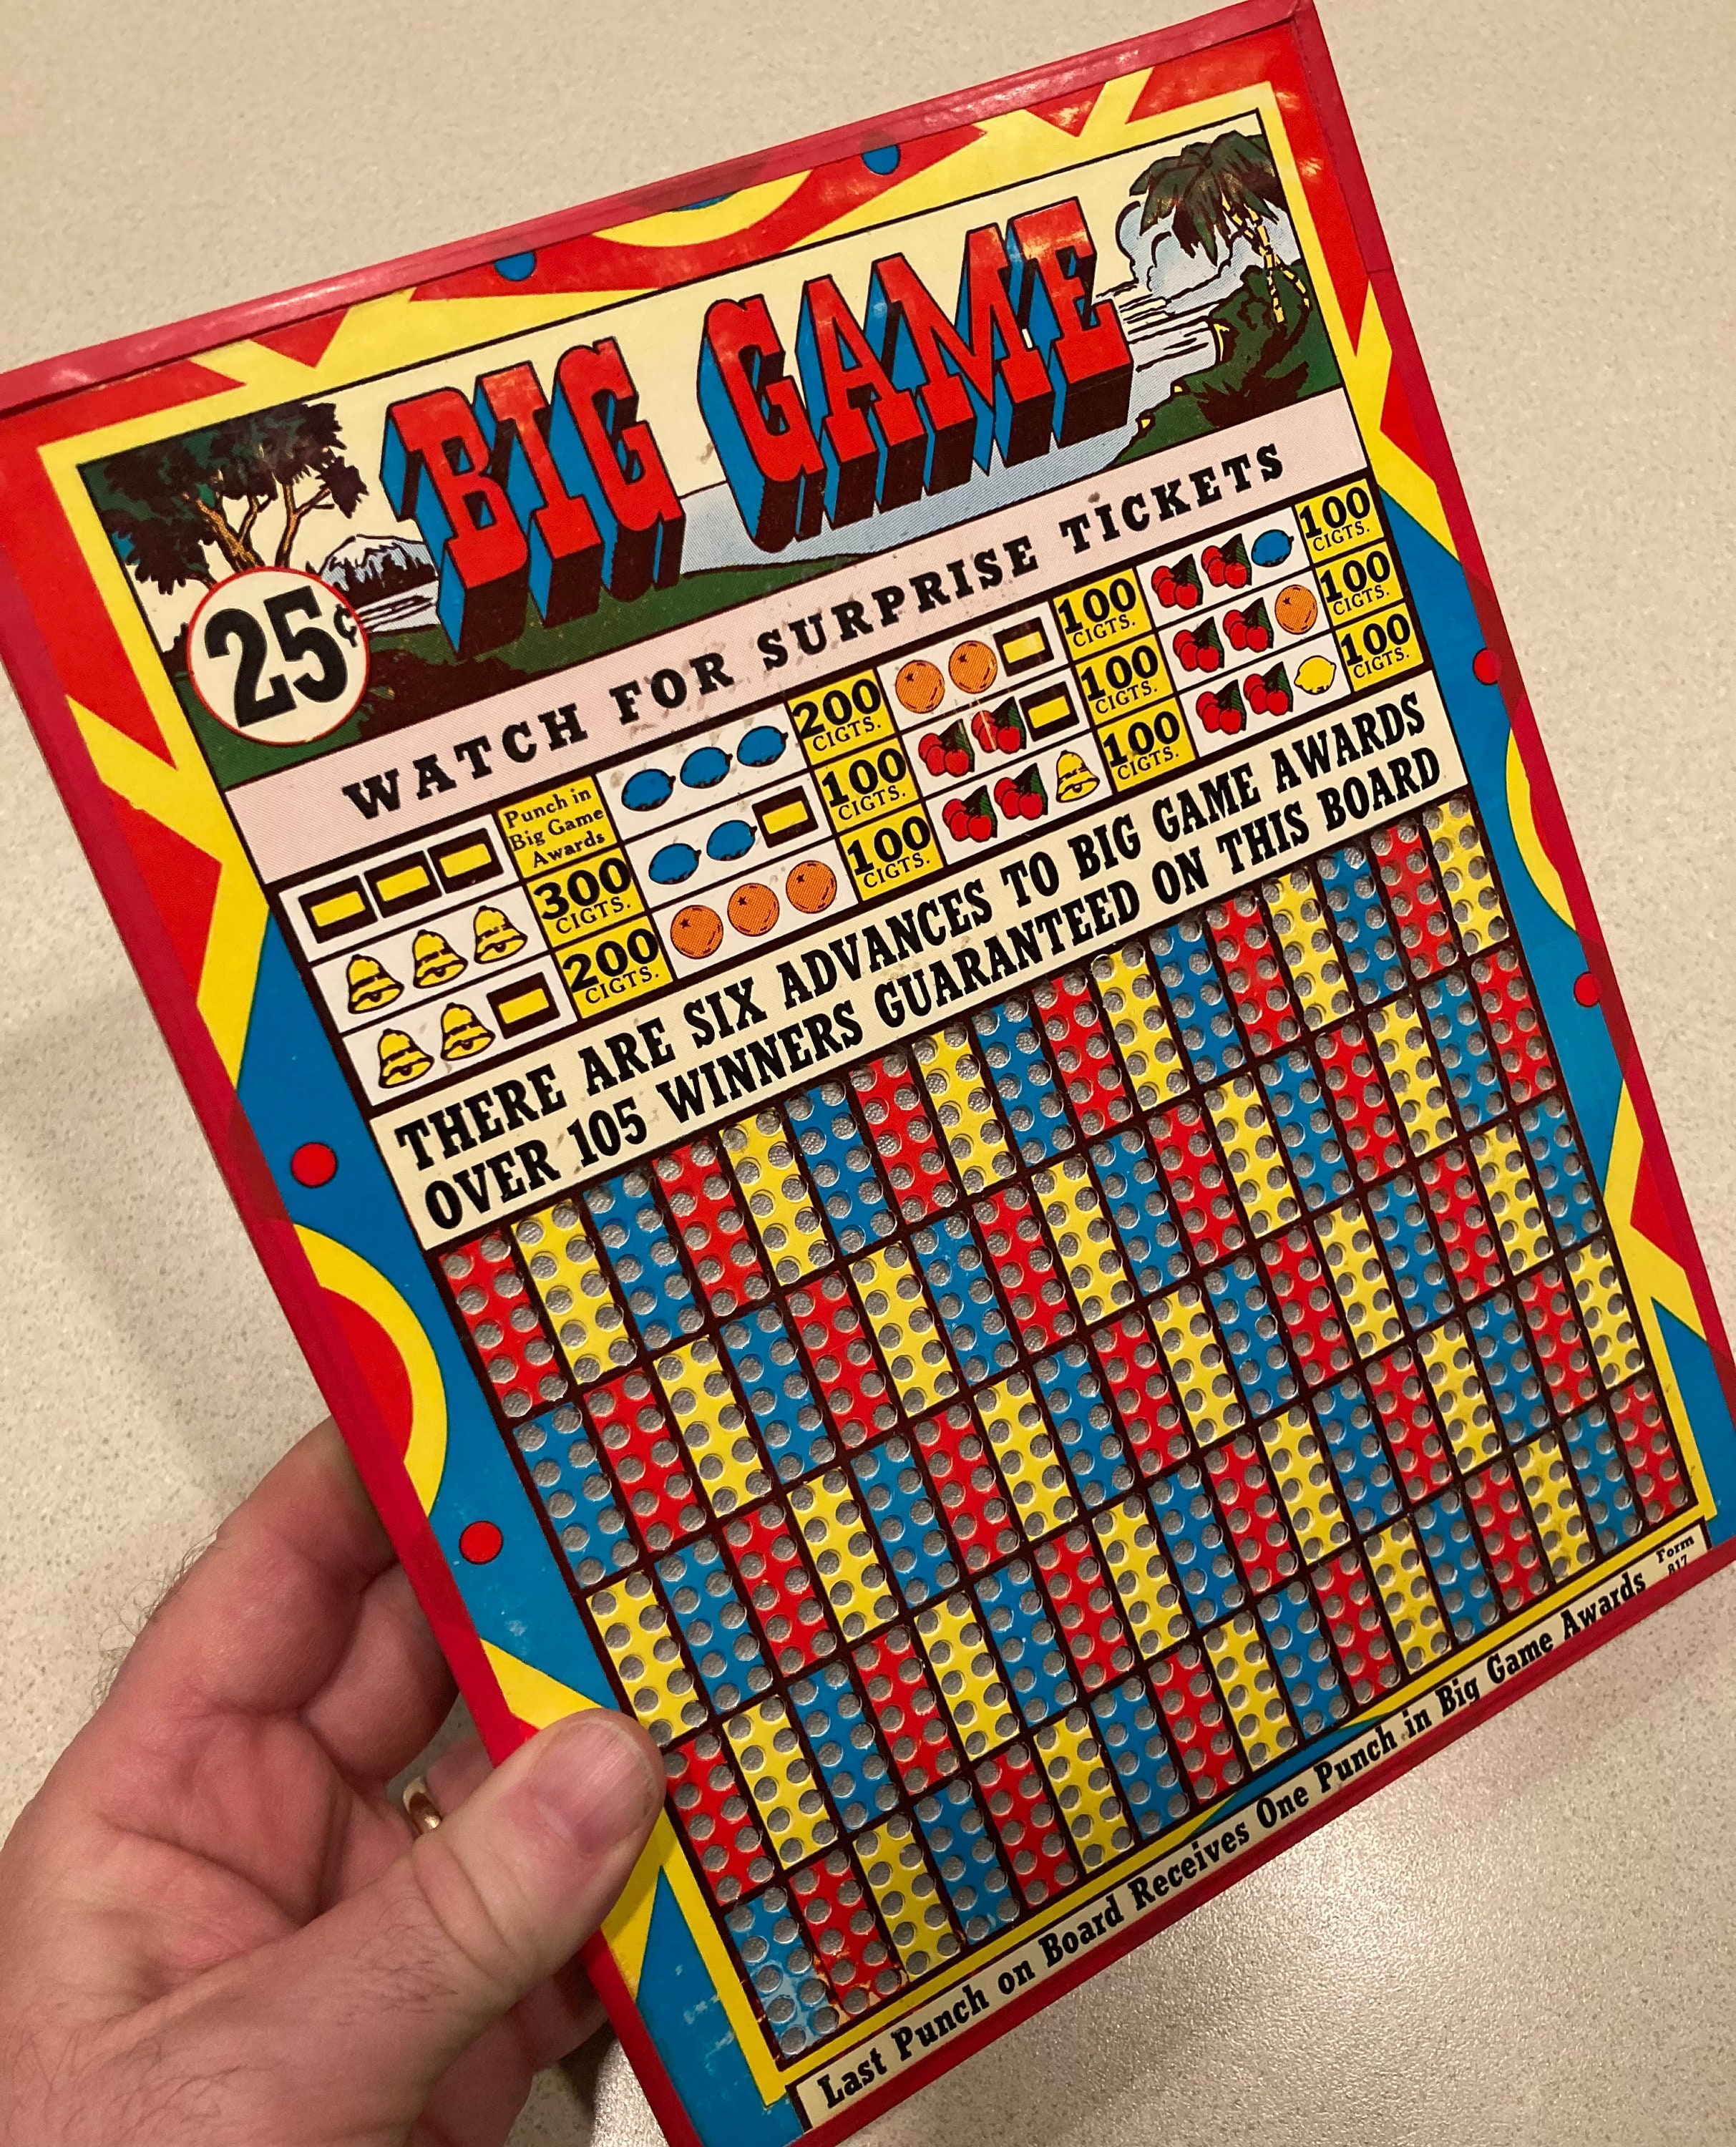 BIG GAME
25¢
WATCH FOR SURPRISE TICKETS
Punch in
Big Game
Awards
300
CIGTS.
200
CIGTS.
200
CIGTS.
100
CIGTS.
100
CIGTS.
100
CIGTS.
100
CIGTS.
100
CIGTS.
100
CIGTS.
100
CIGTS.
100
CIGTS.
THERE ARE SIX ADVANCES TO BIG GAME AWARDS
OVER 105 WINNERS GUARANTEED ON THIS BOARD
Form
817
Last Punch on Board Receives One Punch in Big Game Awards